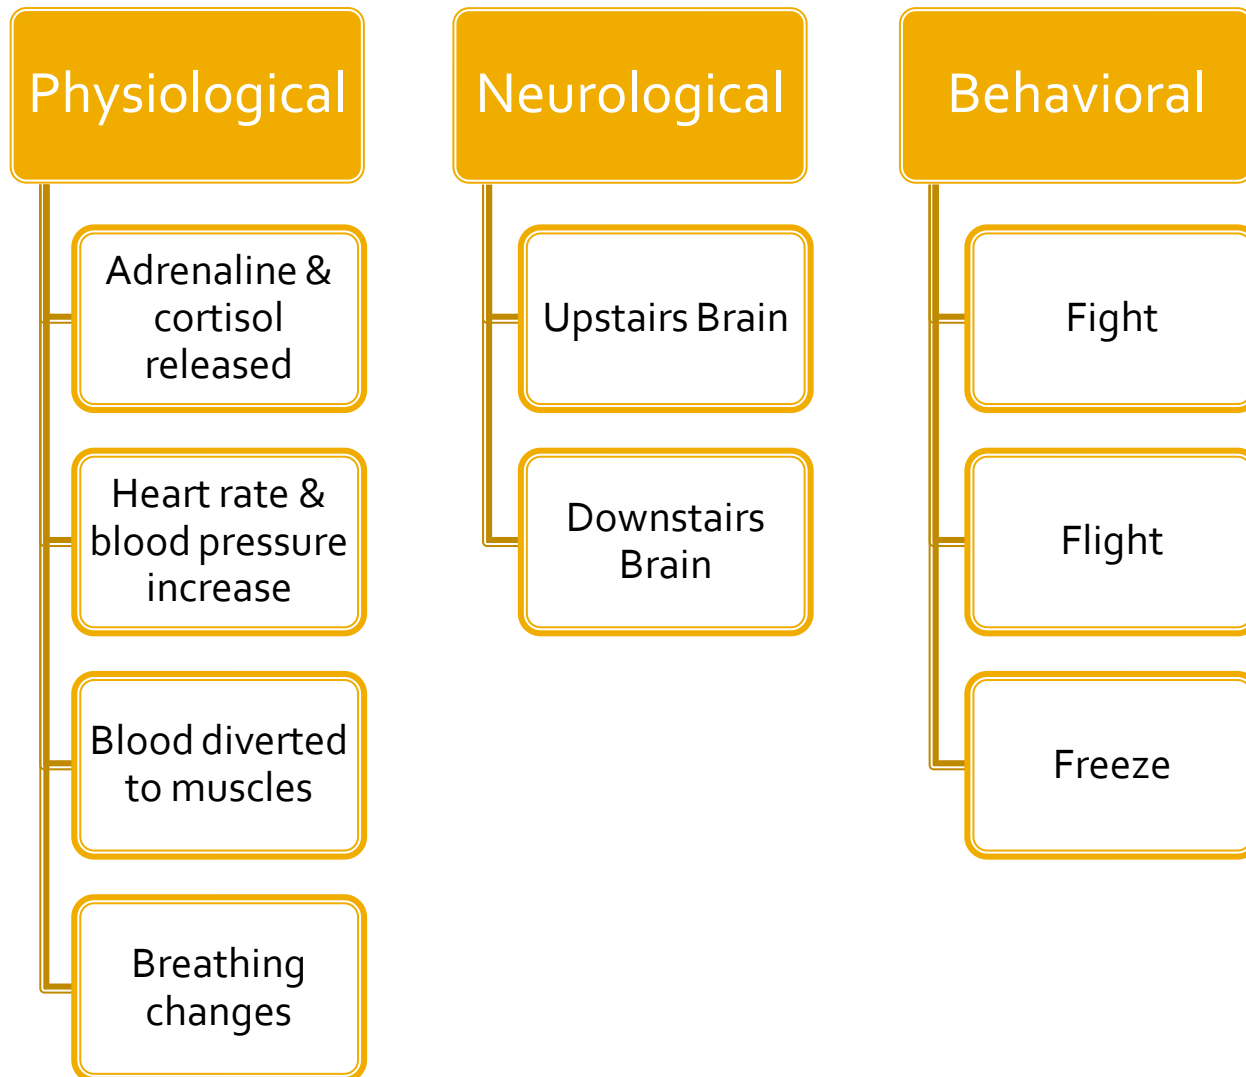 Physiological
Adrenaline &
cortisol
released
Heart rate &
blood pressure
increase
Blood diverted
to muscles
Breathing
changes
Neurological
Upstairs Brain
Downstairs
Brain
Behavioral
Fight
Flight
Freeze